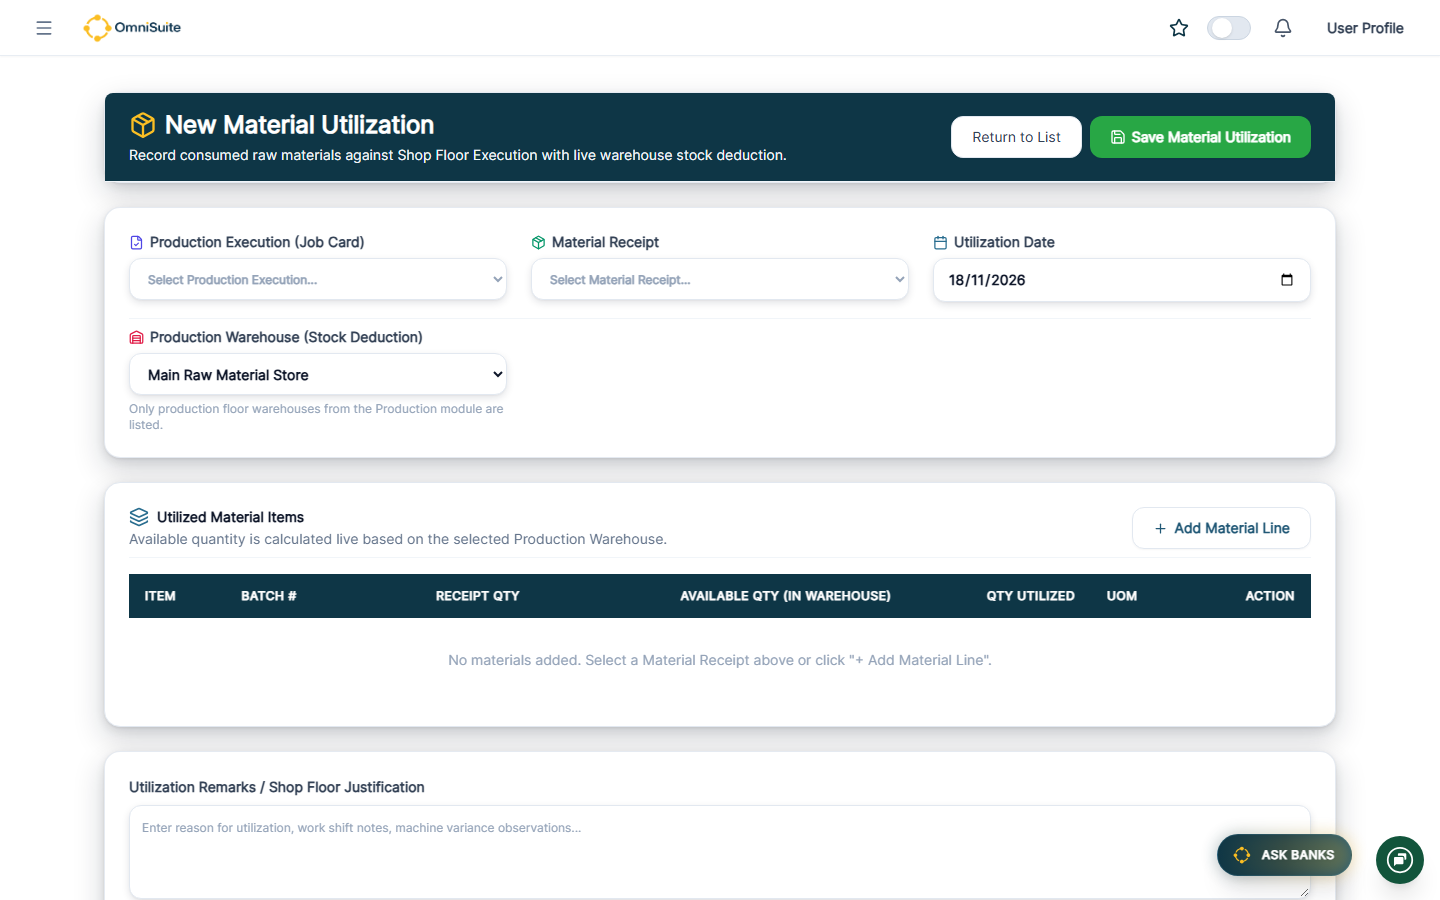 OmniSuite
User Profile
New Material Utilization
Record consumed raw materials against Shop Floor Execution with live warehouse stock deduction.
Return to List
Save Material Utilization
Production Execution (Job Card)
Select Production Execution...
Material Receipt
Select Material Receipt...
Utilization Date
18/11/2026
Production Warehouse (Stock Deduction)
Main Raw Material Store
Only production floor warehouses from the Production module are
listed.
Utilized Material Items
Available quantity is calculated live based on the selected Production Warehouse.
+ Add Material Line
ITEM BATCH # RECEIPT QTY AVAILABLE QTY (IN WAREHOUSE) QTY UTILIZED UOM ACTION
No materials added. Select a Material Receipt above or click "+ Add Material Line".
Utilization Remarks / Shop Floor Justification
Enter reason for utilization, work shift notes, machine variance observations...
ASK BANKS